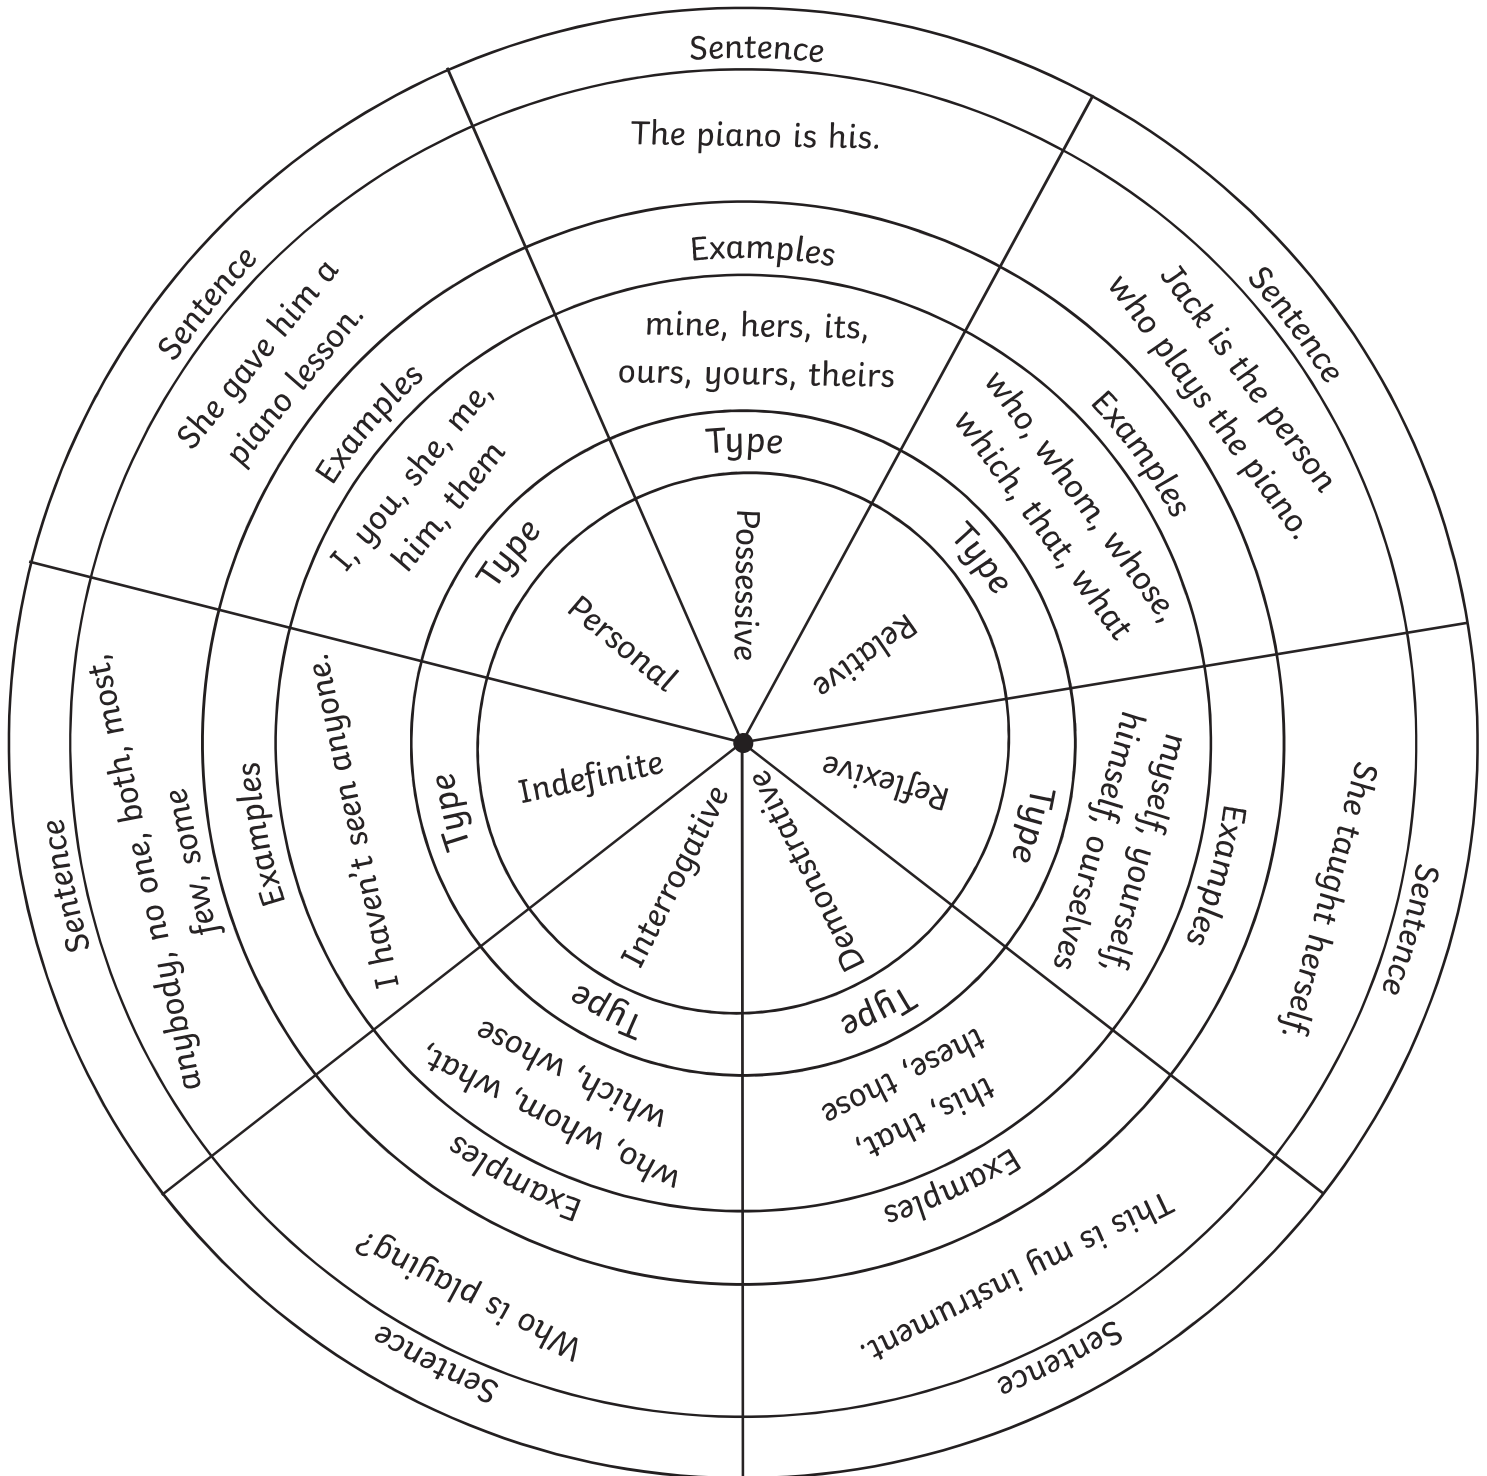 Sentence
The piano is his.
Examples
mine, hers, its,
ours, yours, theirs
Type
Possessive
Sentence
Jack is the person
who plays the piano.
Examples
who, whom, whose,
which, that, what
Type
Relative
Sentence
She taught herself.
Examples
myself, yourself,
himself, ourselves
Type
Reflexive
Sentence
This is my instrument.
Examples
this, that,
these, those
Type
Demonstrative
Sentence
Who is playing?
Examples
who, whom, what,
which, whose
Type
Interrogative
Sentence
anybody, no one, both, most,
few, some
Examples
I haven't seen anyone.
Type
Indefinite
Sentence
She gave him a
piano lesson.
Examples
I, you, she, me,
him, them
Type
Personal